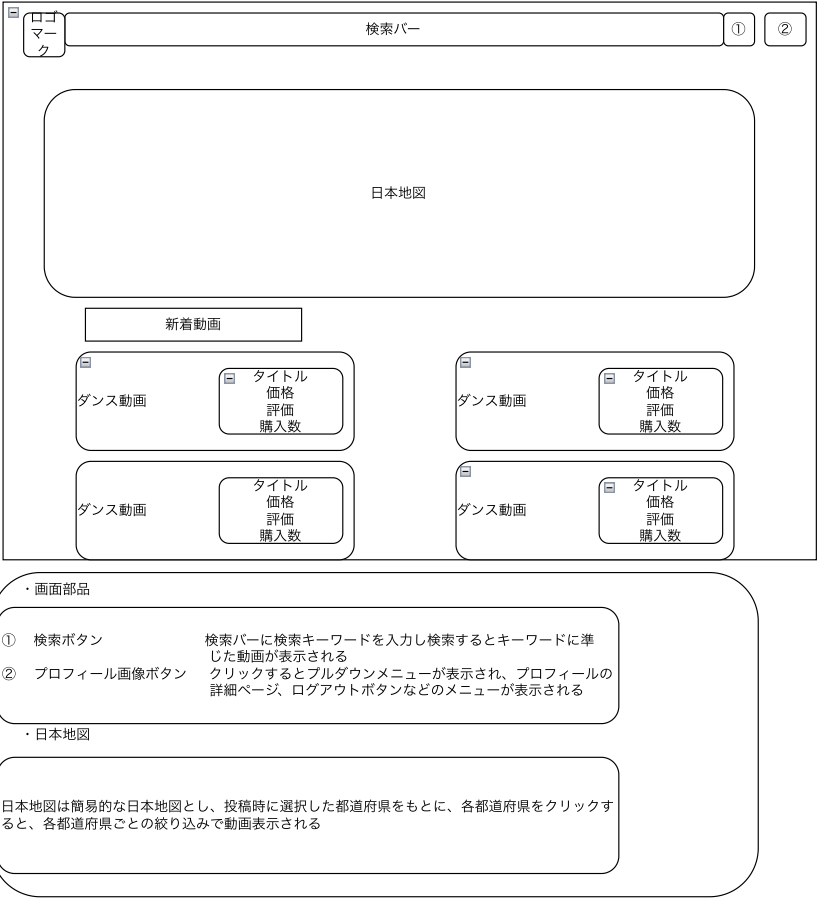 ロゴ
マー
ク
検索バー
①
②
日本地図
新着動画
ダンス動画
タイトル
価格
評価
購入数
ダンス動画
タイトル
価格
評価
購入数
ダンス動画
タイトル
価格
評価
購入数
ダンス動画
タイトル
価格
評価
購入数
・画面部品
① 検索ボタン 検索バーに検索キーワードを入力し検索するとキーワードに準
じた動画が表示される
② プロフィール画像ボタン クリックするとプルダウンメニューが表示され、プロフィールの
詳細ページ、ログアウトボタンなどのメニューが表示される
・日本地図
日本地図は簡易的な日本地図とし、投稿時に選択した都道府県をもとに、各都道府県をクリックす
ると、各都道府県ごとの絞り込みで動画表示される